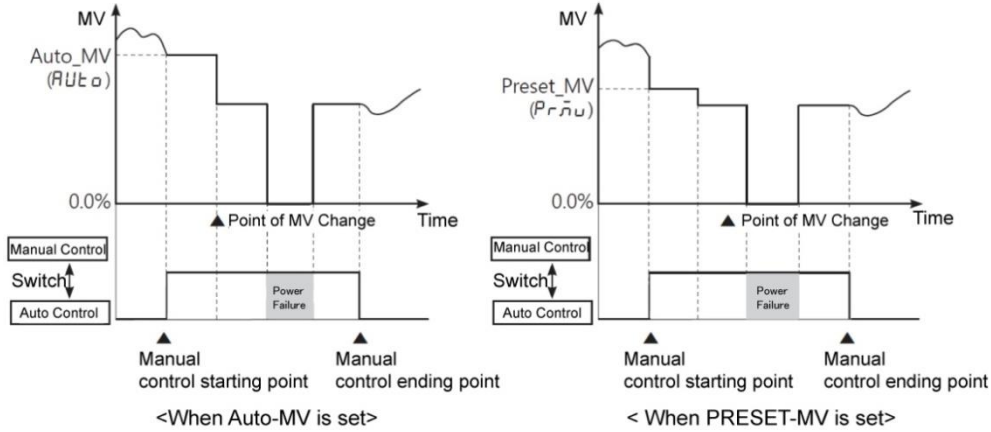 MV
Auto_MV
(AUto)
0.0%
▲ Point of MV Change
Time
Manual Control
Switch
Auto Control
Power
Failure
▲
Manual
control starting point
▲
Manual
control ending point
<When Auto-MV is set>
MV
Preset_MV
(PrMv)
0.0%
▲ Point of MV Change
Time
Manual Control
Switch
Auto Control
Power
Failure
▲
Manual
control starting point
▲
Manual
control ending point
< When PRESET-MV is set>